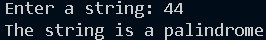 Enter a string: 44
The string is a palindrome